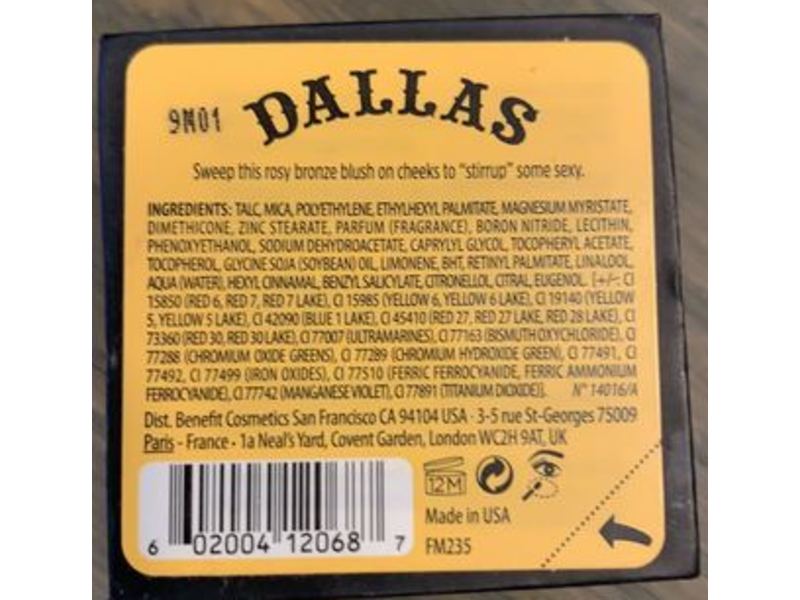 9M01
DALLAS
Sweep this rosy bronze blush on cheeks to "stirrup" some sexy.
INGREDIENTS: TALC, MICA, POLYETHYLENE, ETHYLHEXYL PALMITATE, MAGNESIUM MYRISTATE,
DIMETHICONE, ZINC STEARATE, PARFUM (FRAGRANCE), BORON NITRIDE, LECITHIN,
PHENOXYETHANOL, SODIUM DEHYDROACETATE, CAPRYLYL GLYCOL, TOCOPHERYL ACETATE,
TOCOPHEROL, GLYCINE SOJA (SOYBEAN) OIL, LIMONENE, BHT, RETINYL PALMITATE, LINALOOL,
AQUA (WATER), HEXYL CINNAMAL, BENZYL SALICYLATE, CITRONELLOL, CITRAL, EUGENOL. [+/-: CI
15850 (RED 6, RED 7, RED 7 LAKE), CI 15985 (YELLOW 6, YELLOW 6 LAKE), CI 19140 (YELLOW
5, YELLOW 5 LAKE), CI 42090 (BLUE 1 LAKE), CI 45410 (RED 27, RED 27 LAKE, RED 28 LAKE), CI
73360 (RED 30, RED 30 LAKE), CI 77007 (ULTRAMARINES), CI 77163 (BISMUTH OXYCHLORIDE), CI
77288 (CHROMIUM OXIDE GREENS), CI 77289 (CHROMIUM HYDROXIDE GREEN), CI 77491, CI
77492, CI 77499 (IRON OXIDES), CI 77510 (FERRIC FERROCYANIDE, FERRIC AMMONIUM
FERROCYANIDE), CI 77742 (MANGANESE VIOLET), CI 77891 (TITANIUM DIOXIDE)]. N° 14016/A
Dist. Benefit Cosmetics San Francisco CA 94104 USA · 3-5 rue St-Georges 75009
Paris - France · 1a Neal's Yard, Covent Garden, London WC2H 9AT, UK
12M
Made in USA
FM235
6 02004 12068 7